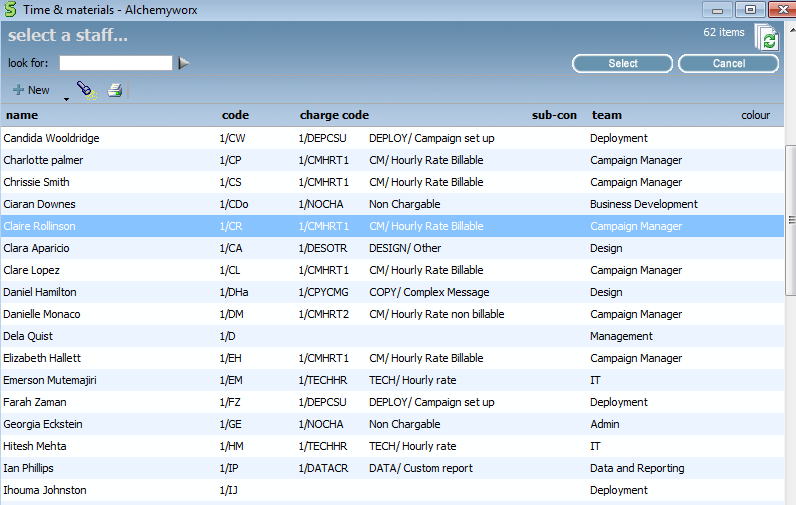 Time & materials - Alchemyworx
select a staff...
62 items
look for:
Select
Cancel
New
name code charge code sub-con team colour
Candida Wooldridge 1/CW 1/DEPCSU DEPLOY/ Campaign set up Deployment
Charlotte palmer 1/CP 1/CMHRT1 CM/ Hourly Rate Billable Campaign Manager
Chrissie Smith 1/CS 1/CMHRT1 CM/ Hourly Rate Billable Campaign Manager
Ciaran Downes 1/CDo 1/NOCHA Non Chargable Business Development
Claire Rollinson 1/CR 1/CMHRT1 CM/ Hourly Rate Billable Campaign Manager
Clara Aparicio 1/CA 1/DESOTR DESIGN/ Other Design
Clare Lopez 1/CL 1/CMHRT1 CM/ Hourly Rate Billable Campaign Manager
Daniel Hamilton 1/DHa 1/CPYCMG COPY/ Complex Message Design
Danielle Monaco 1/DM 1/CMHRT2 CM/ Hourly Rate non billable Campaign Manager
Dela Quist 1/D Management
Elizabeth Hallett 1/EH 1/CMHRT1 CM/ Hourly Rate Billable Campaign Manager
Emerson Mutemajiri 1/EM 1/TECHHR TECH/ Hourly rate IT
Farah Zaman 1/FZ 1/DEPCSU DEPLOY/ Campaign set up Deployment
Georgia Eckstein 1/GE 1/NOCHA Non Chargable Admin
Hitesh Mehta 1/HM 1/TECHHR TECH/ Hourly rate IT
Ian Phillips 1/IP 1/DATACR DATA/ Custom report Data and Reporting
Ihouma Johnston 1/IJ Deployment